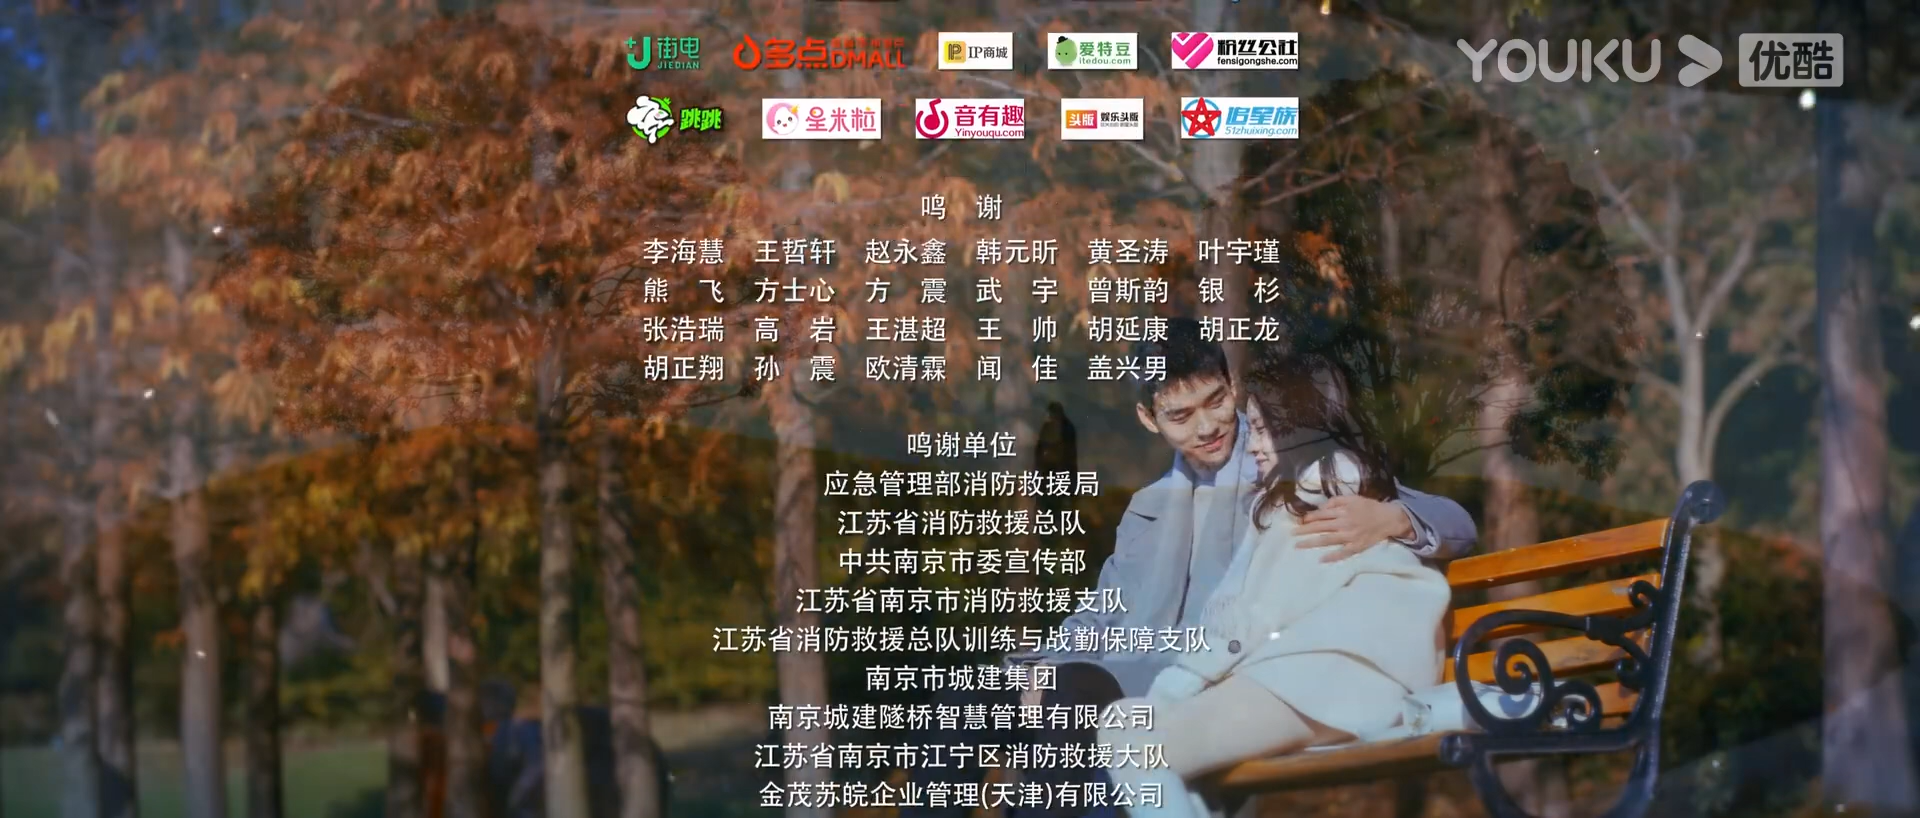 YOUKU 优酷
街电 多点 IP商城 爱特豆 粉丝公社
JIEDIAN DMALL itedou.com fensigongshe.com
跳跳 星米粒 音有趣 头版 娱乐头版 追星族
Yinyouqu.com 51zhuixing.com
鸣 谢
李海慧 王哲轩 赵永鑫 韩元昕 黄圣涛 叶宇瑾
熊 飞 方士心 方 震 武 宇 曾斯韵 银 杉
张浩瑞 高 岩 王湛超 王 帅 胡延康 胡正龙
胡正翔 孙 震 欧清霖 闻 佳 盖兴男
鸣谢单位
应急管理部消防救援局
江苏省消防救援总队
中共南京市委宣传部
江苏省南京市消防救援支队
江苏省消防救援总队训练与战勤保障支队
南京市城建集团
南京城建隧桥智慧管理有限公司
江苏省南京市江宁区消防救援大队
金茂苏皖企业管理(天津)有限公司